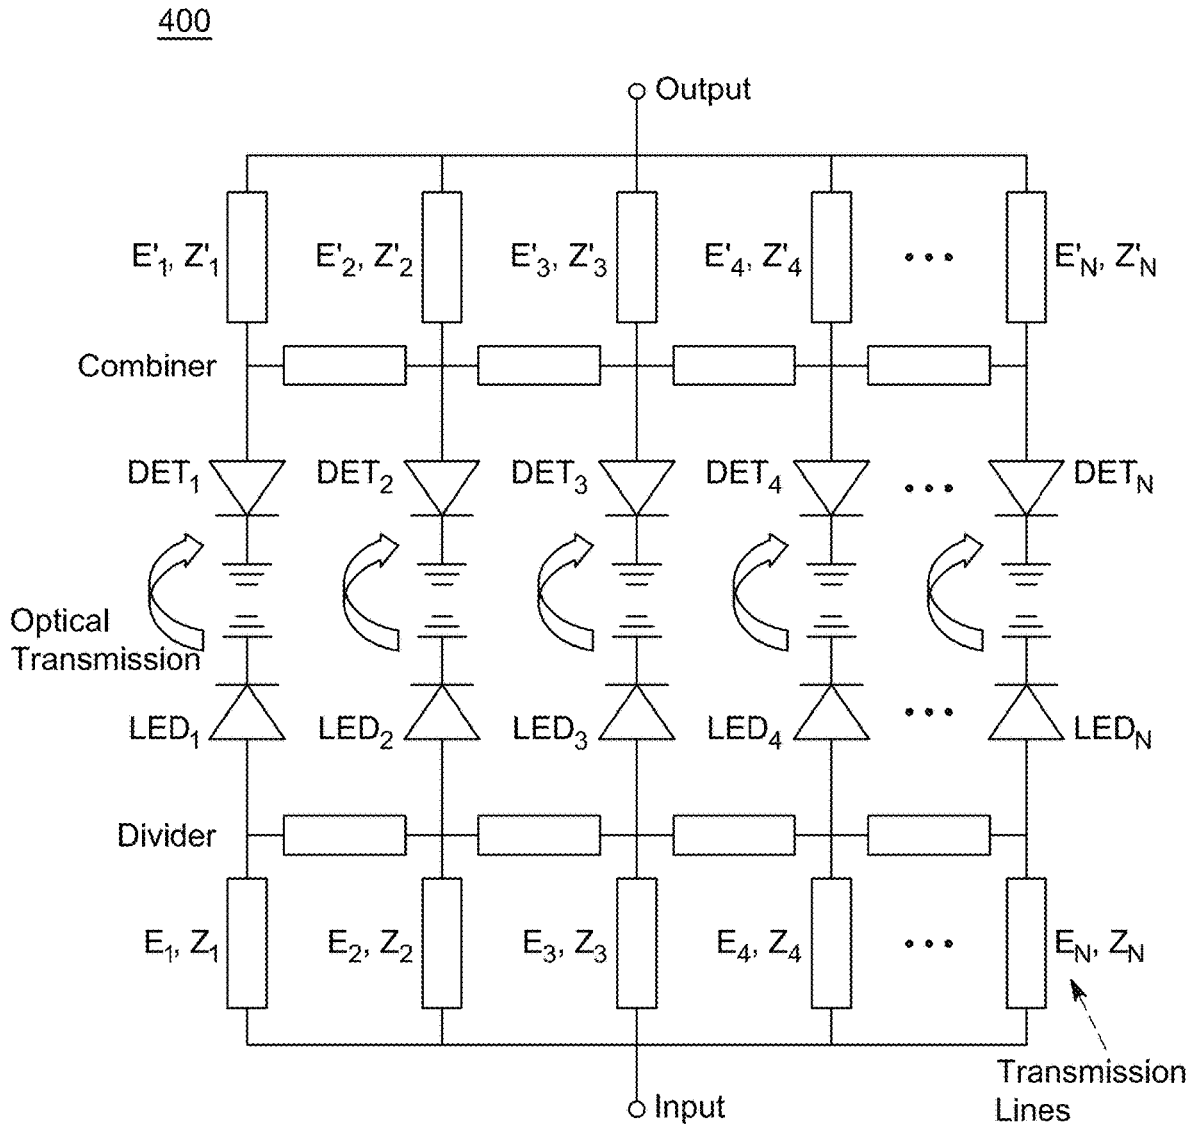 400
Output
E'1, Z'1 E'2, Z'2 E'3, Z'3 E'4, Z'4 ••• E'N, Z'N
Combiner
DET1 DET2 DET3 DET4 ••• DETN
Optical
Transmission
LED1 LED2 LED3 LED4 ••• LEDN
Divider
E1, Z1 E2, Z2 E3, Z3 E4, Z4 ••• EN, ZN
Transmission
Lines
Input